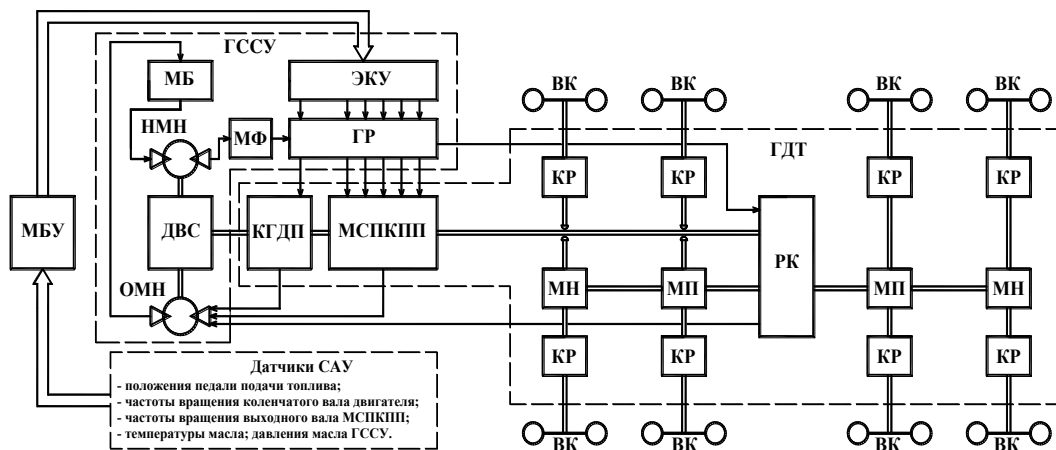 ГССУ
ВК ВК ВК ВК
МБ ЭКУ
НМН МФ ГР
ГДТ
КР КР КР КР
МБУ ДВС КГДП МСПКПП РК
ОМН МН МП МП МН
КР КР КР КР
Датчики САУ
- положения педали подачи топлива;
- частоты вращения коленчатого вала двигателя;
- частоты вращения выходного вала МСПКПП;
- температуры масла; давления масла ГССУ.
ВК ВК ВК ВК